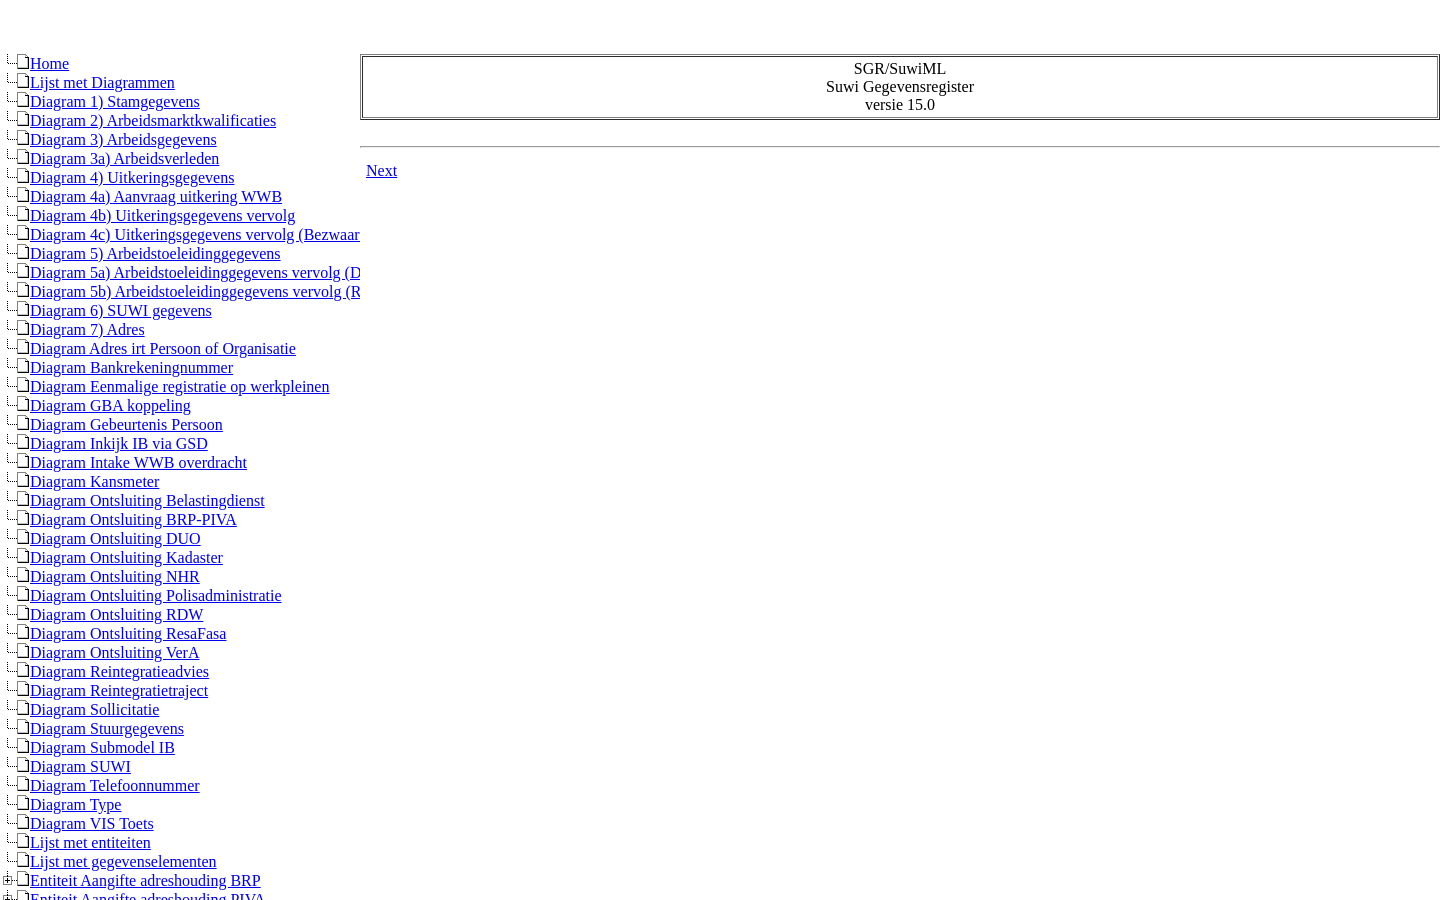 Home
Lijst met Diagrammen
Diagram 1) Stamgegevens
Diagram 2) Arbeidsmarktkwalificaties
Diagram 3) Arbeidsgegevens
Diagram 3a) Arbeidsverleden
Diagram 4) Uitkeringsgegevens
Diagram 4a) Aanvraag uitkering WWB
Diagram 4b) Uitkeringsgegevens vervolg
Diagram 4c) Uitkeringsgegevens vervolg (Bezwaar
Diagram 5) Arbeidstoeleidinggegevens
Diagram 5a) Arbeidstoeleidinggegevens vervolg (D
Diagram 5b) Arbeidstoeleidinggegevens vervolg (R
Diagram 6) SUWI gegevens
Diagram 7) Adres
Diagram Adres irt Persoon of Organisatie
Diagram Bankrekeningnummer
Diagram Eenmalige registratie op werkpleinen
Diagram GBA koppeling
Diagram Gebeurtenis Persoon
Diagram Inkijk IB via GSD
Diagram Intake WWB overdracht
Diagram Kansmeter
Diagram Ontsluiting Belastingdienst
Diagram Ontsluiting BRP-PIVA
Diagram Ontsluiting DUO
Diagram Ontsluiting Kadaster
Diagram Ontsluiting NHR
Diagram Ontsluiting Polisadministratie
Diagram Ontsluiting RDW
Diagram Ontsluiting ResaFasa
Diagram Ontsluiting VerA
Diagram Reintegratieadvies
Diagram Reintegratietraject
Diagram Sollicitatie
Diagram Stuurgegevens
Diagram Submodel IB
Diagram SUWI
Diagram Telefoonnummer
Diagram Type
Diagram VIS Toets
Lijst met entiteiten
Lijst met gegevenselementen
Entiteit Aangifte adreshouding BRP
Entiteit Aangifte adreshouding PIVA
SGR/SuwiML
Suwi Gegevensregister
versie 15.0
Next